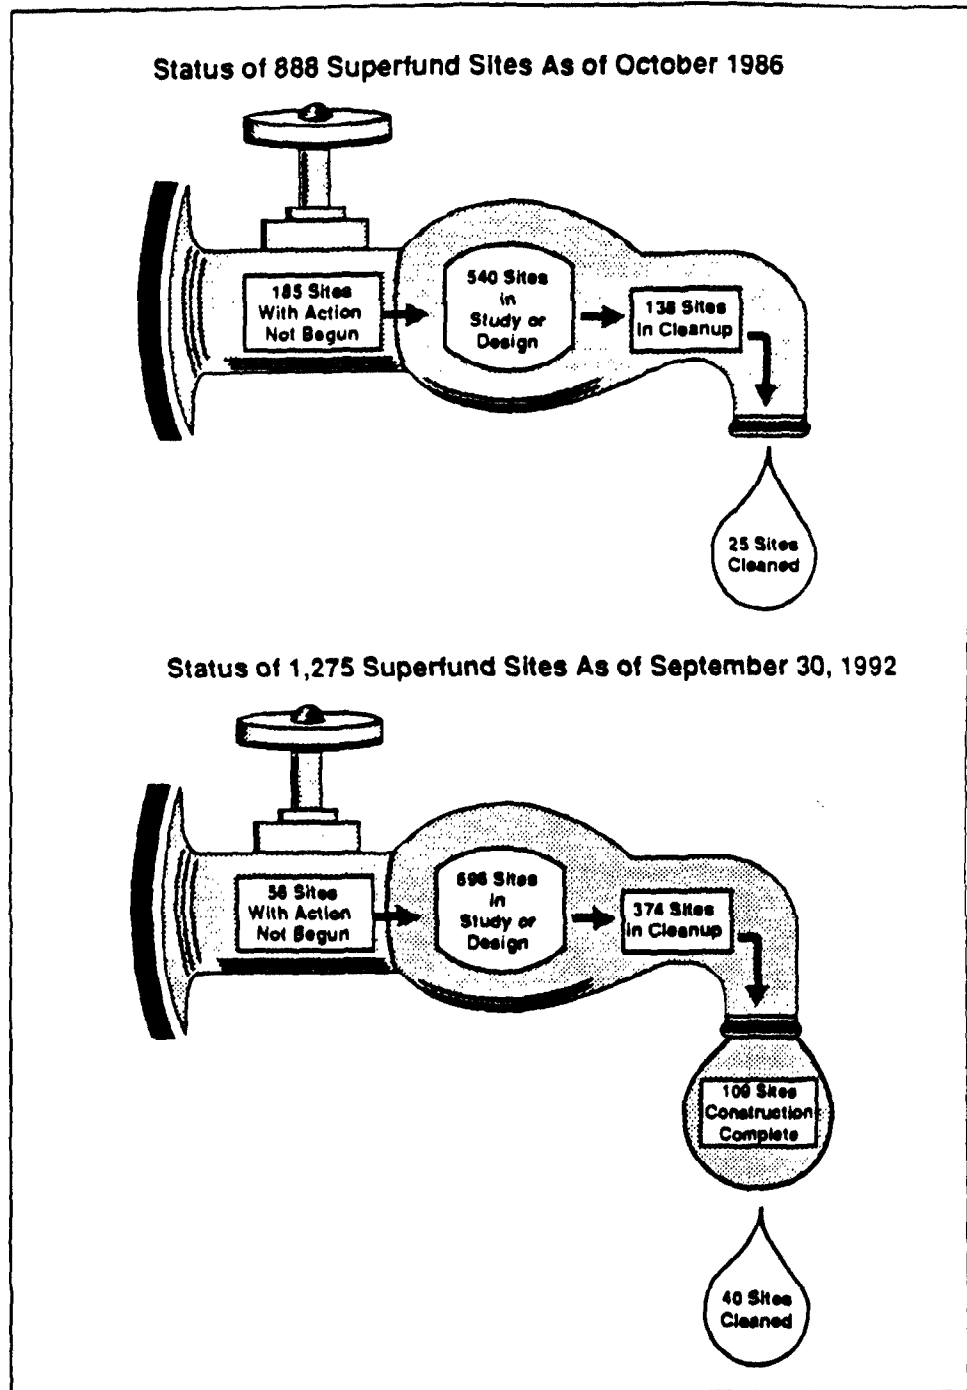 Status of 888 Superfund Sites As of October 1986
185 Sites
With Action
Not Begun
540 Sites
in
Study or
Design
138 Sites
in Cleanup
25 Sites
Cleaned
Status of 1,275 Superfund Sites As of September 30, 1992
56 Sites
With Action
Not Begun
696 Sites
in
Study or
Design
374 Sites
in Cleanup
109 Sites
Construction
Complete
40 Sites
Cleaned